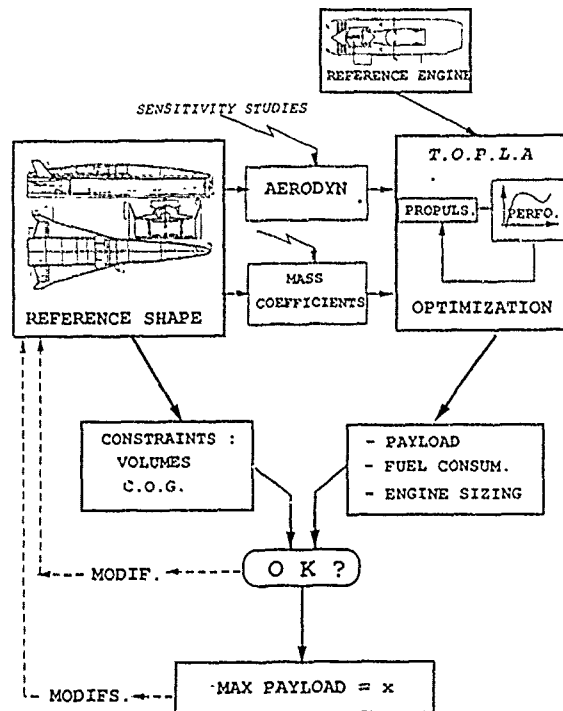 REFERENCE ENGINE
SENSITIVITY STUDIES
T.O.P.L.A
AERODYN
PROPULS.
PERFO.
MASS
COEFFICIENTS
REFERENCE SHAPE
OPTIMIZATION
CONSTRAINTS :
VOLUMES
C.O.G.
- PAYLOAD
- FUEL CONSUM.
- ENGINE SIZING
O K ?
MODIF.
MAX PAYLOAD = x
MODIFS.